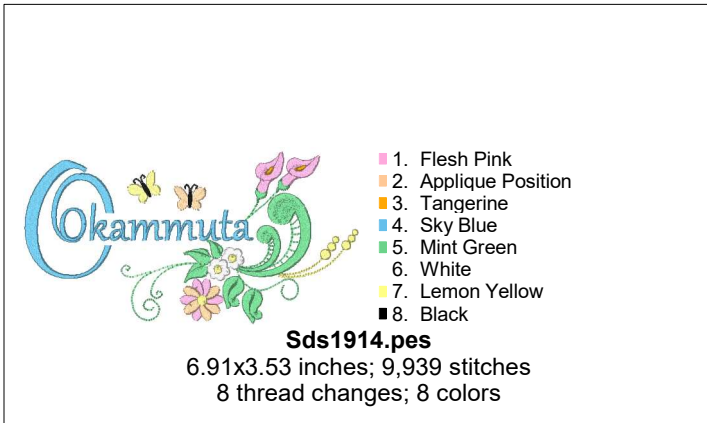 Okammuta
1. Flesh Pink
2. Applique Position
3. Tangerine
4. Sky Blue
5. Mint Green
6. White
7. Lemon Yellow
8. Black
Sds1914.pes
6.91x3.53 inches; 9,939 stitches
8 thread changes; 8 colors